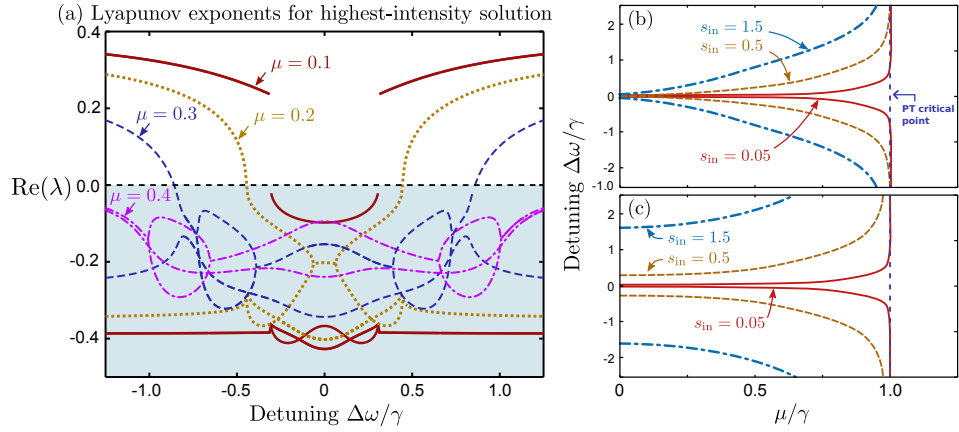 (a) Lyapunov exponents for highest-intensity solution
0.4
0.2
0.0
-0.2
-0.4
Re(λ)
μ = 0.1
μ = 0.2
μ = 0.3
μ = 0.4
-1.0
-0.5
0
0.5
1.0
Detuning Δω/γ
(b)
2
1
0
-1
-2
-1.0
s_in = 1.5
s_in = 0.5
s_in = 0.05
PT critical
point
Detuning Δω/γ
(c)
2
1
0
-1
-2
s_in = 1.5
s_in = 0.5
s_in = 0.05
0
0.5
1.0
μ/γ